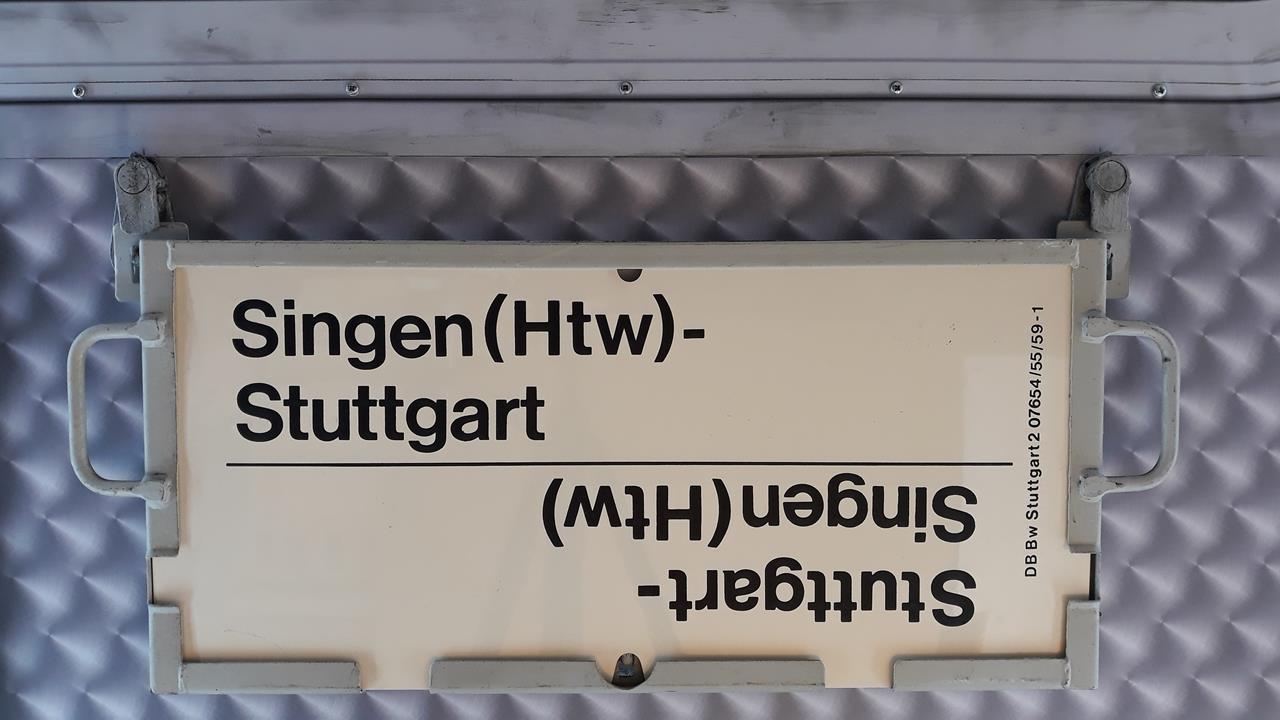 Singen (Htw)-
Stuttgart
Stuttgart-
Singen (Htw)
DB Bw Stuttgart 2 07654/55/59-1